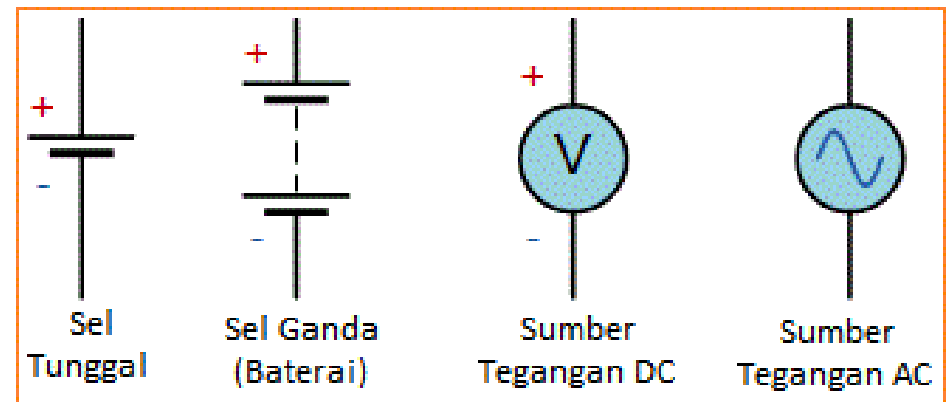 +
-
Sel
Tunggal
+
-
Sel Ganda
(Baterai)
+
V
-
Sumber
Tegangan DC
Sumber
Tegangan AC